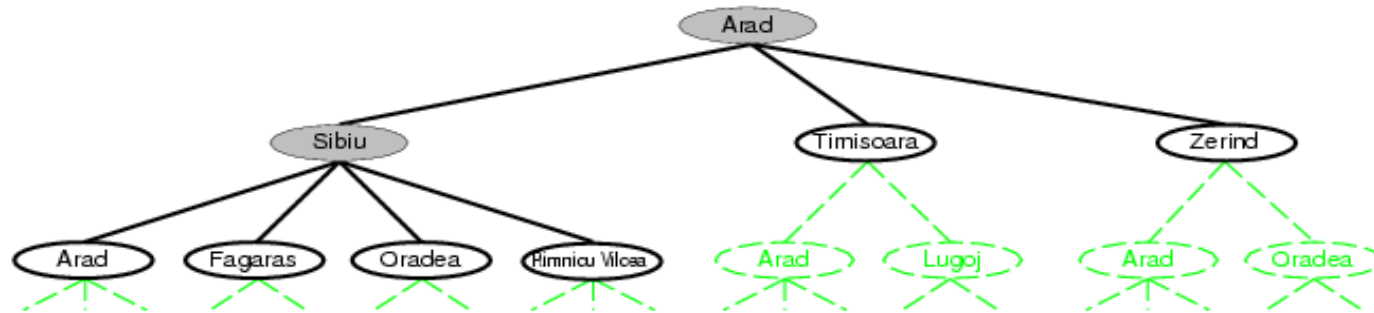 Arad
Sibiu
Timisoara
Zerind
Arad
Fagaras
Oradea
Rimnicu Vilcea
Arad
Lugoj
Arad
Oradea